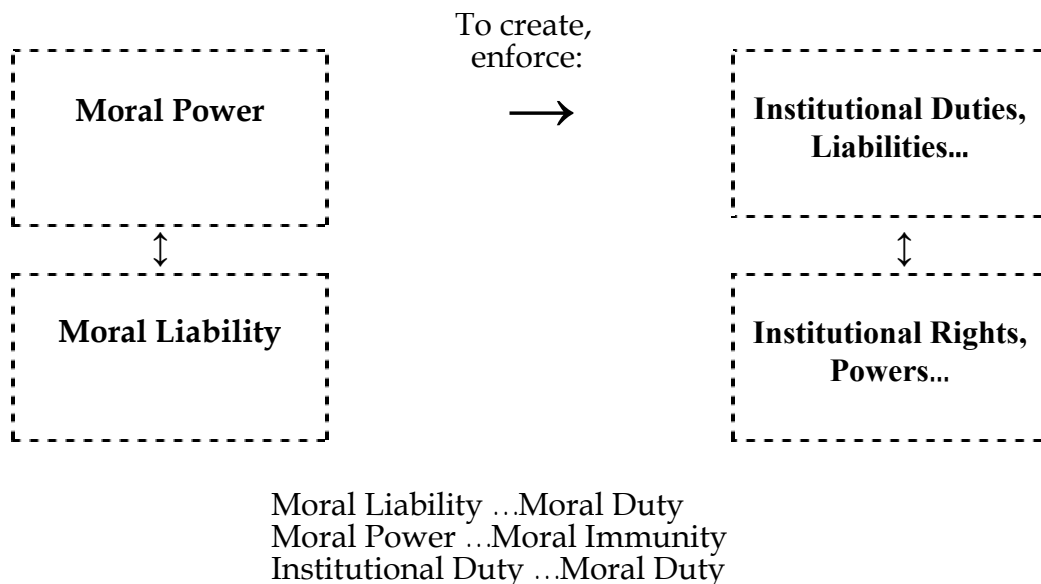 To create,
enforce:
Moral Power
→
Institutional Duties,
Liabilities...
↕
↕
Moral Liability
Institutional Rights,
Powers...
Moral Liability …Moral Duty
Moral Power …Moral Immunity
Institutional Duty …Moral Duty